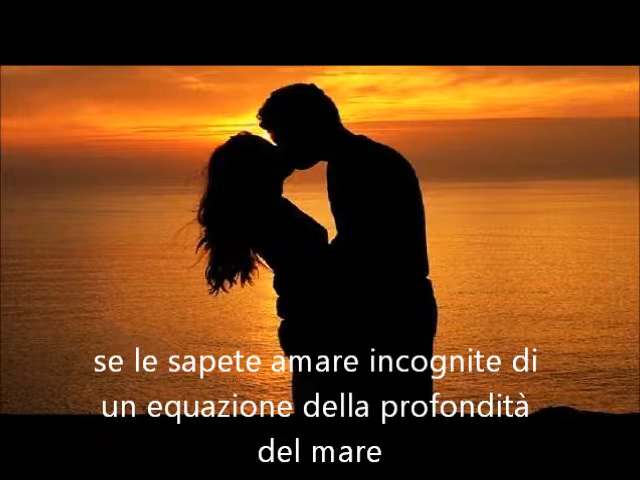 se le sapete amare incognite di
un equazione della profondità
del mare